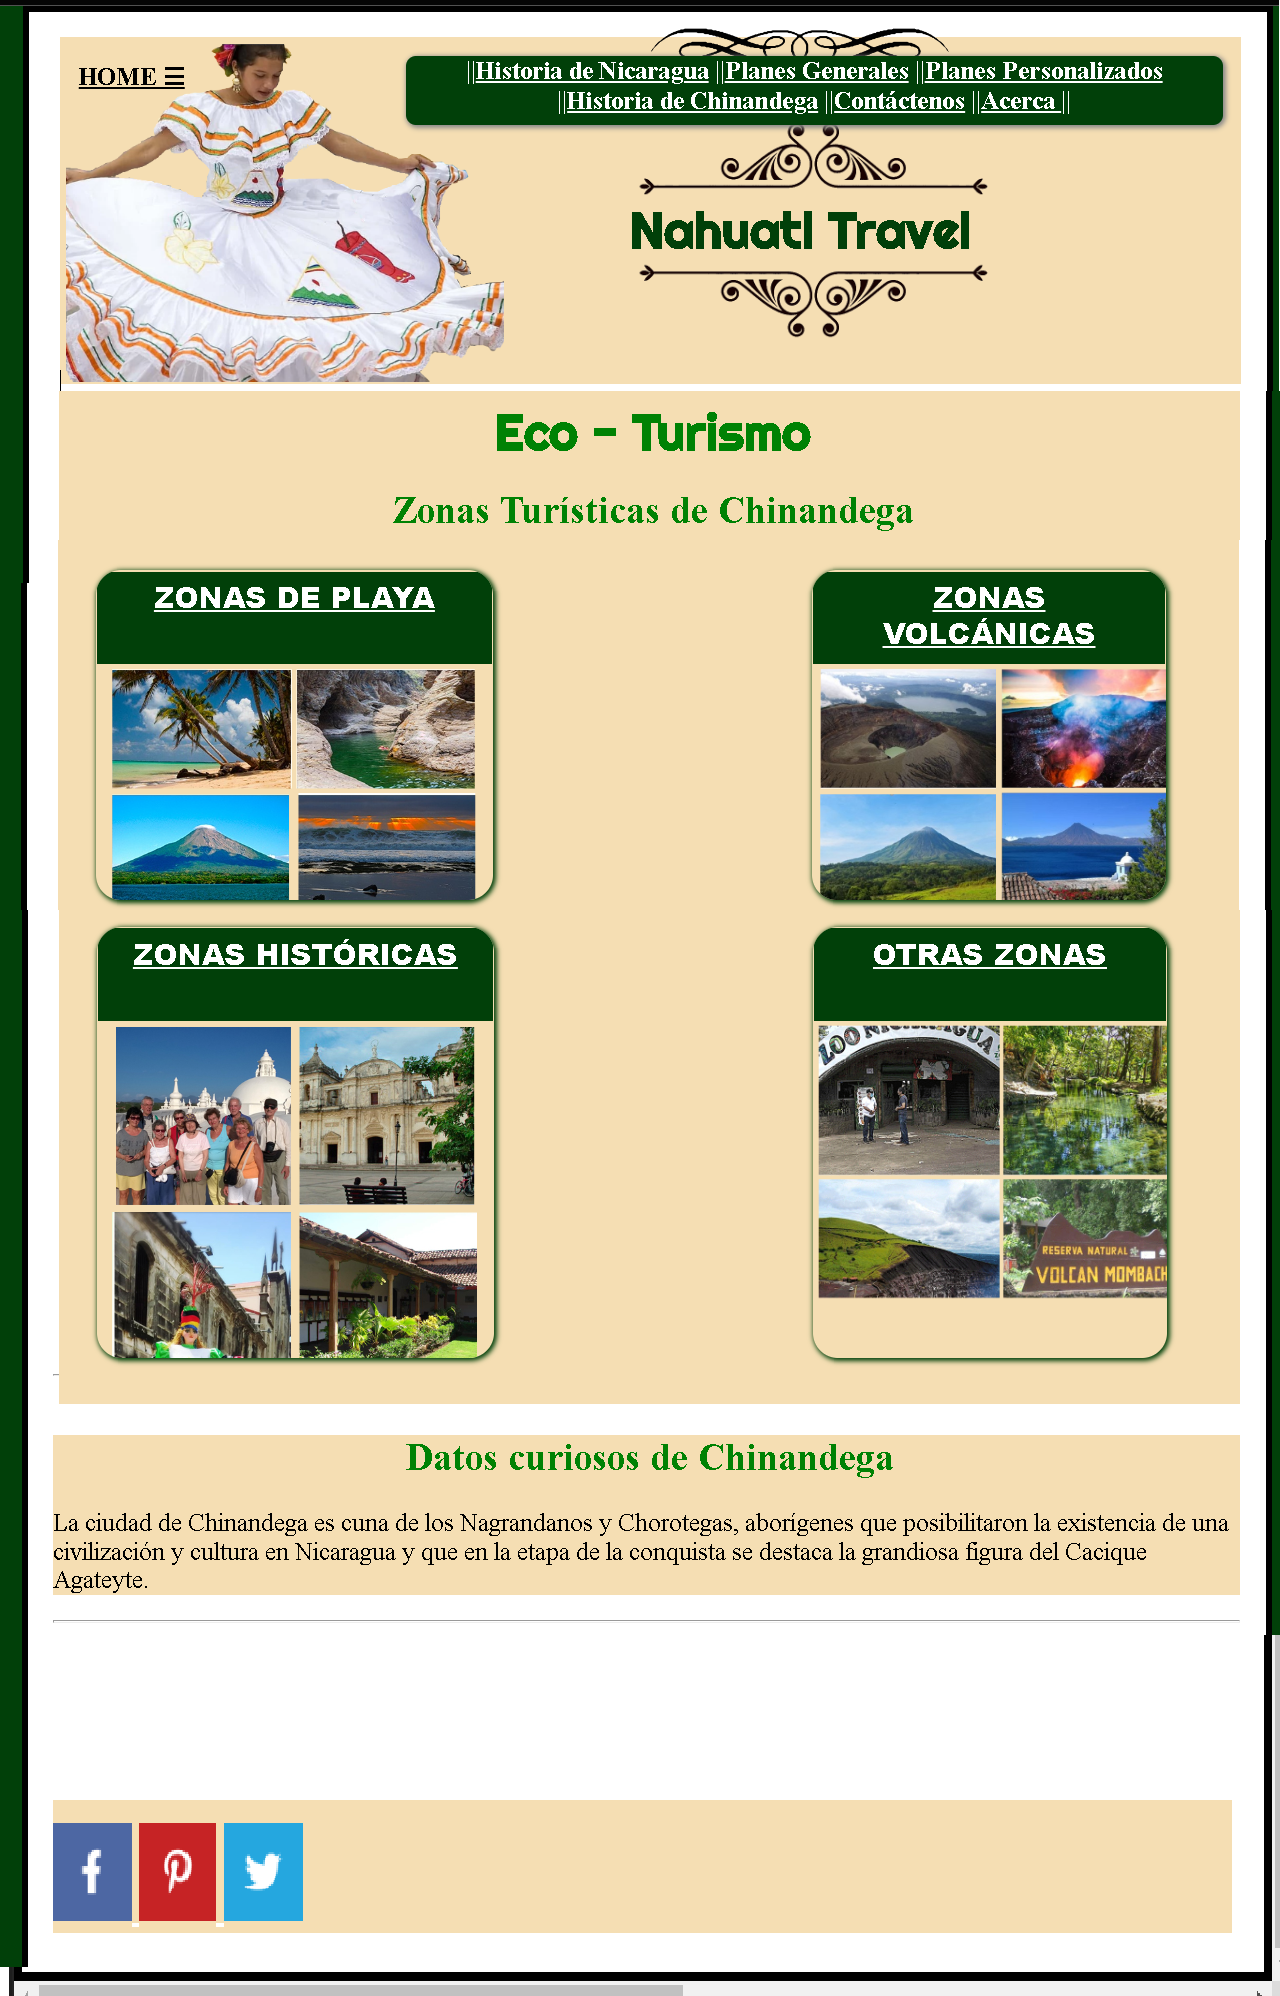 HOME ☰
||Historia de Nicaragua ||Planes Generales ||Planes Personalizados
||Historia de Chinandega ||Contáctenos ||Acerca ||
Nahuatl Travel
Eco - Turismo
Zonas Turísticas de Chinandega
ZONAS DE PLAYA
ZONAS
VOLCÁNICAS
ZONAS HISTÓRICAS
OTRAS ZONAS
ZOO NICARAGUA
RESERVA NATURAL
VOLCAN MOMBACH
Datos curiosos de Chinandega
La ciudad de Chinandega es cuna de los Nagrandanos y Chorotegas, aborígenes que posibilitaron la existencia de una
civilización y cultura en Nicaragua y que en la etapa de la conquista se destaca la grandiosa figura del Cacique
Agateyte.